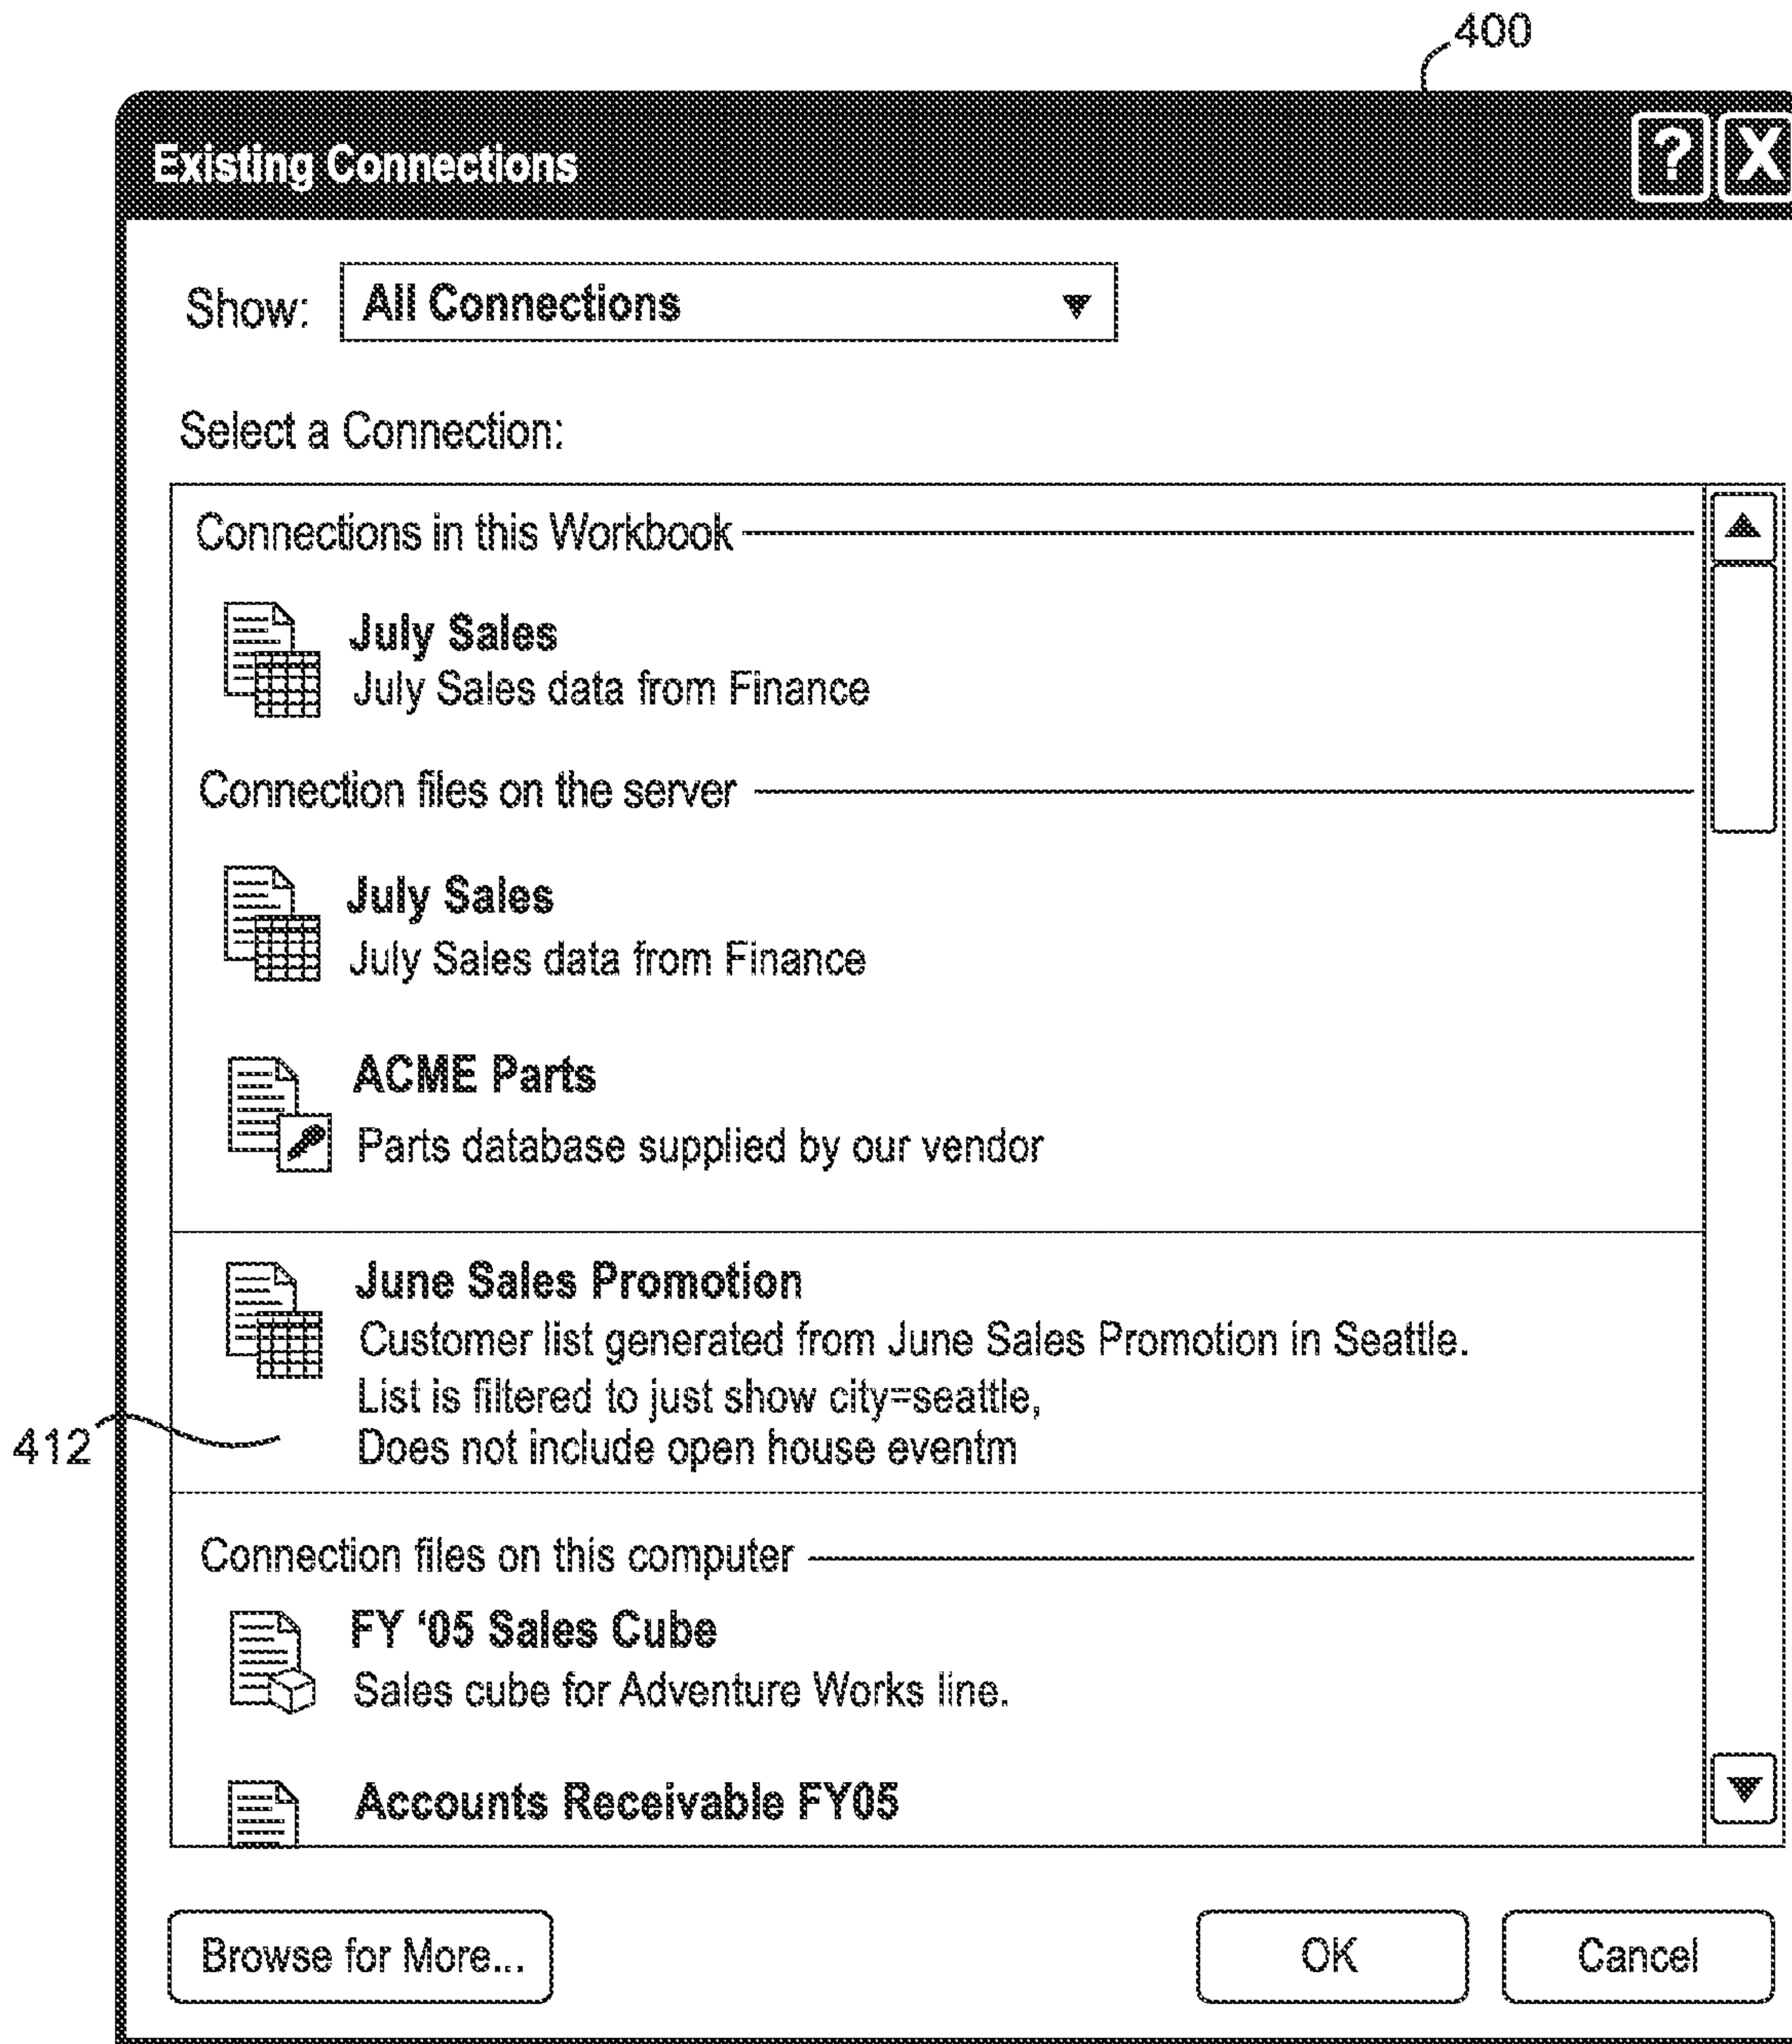 400
Existing Connections ? X
Show: All Connections
Select a Connection:
Connections in this Workbook
July Sales
July Sales data from Finance
Connection files on the server
July Sales
July Sales data from Finance
ACME Parts
Parts database supplied by our vendor
June Sales Promotion
Customer list generated from June Sales Promotion in Seattle.
List is filtered to just show city=seattle,
412
Does not include open house eventm
Connection files on this computer
FY ‘05 Sales Cube
Sales cube for Adventure Works line.
Accounts Receivable FY05
Browse for More... OK Cancel